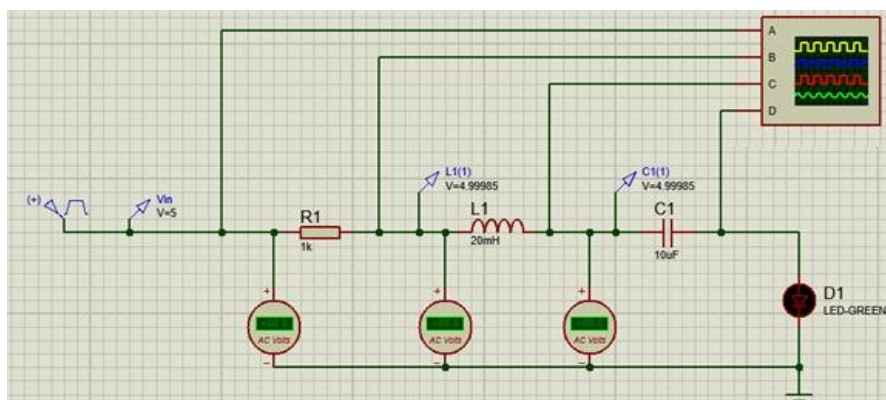 A
B
C
D
(+)
Vin
V=5
L1(1)
V=4.99985
C1(1)
V=4.99985
R1
1k
L1
20mH
C1
10uF
+
+
+
AC Volts
AC Volts
AC Volts
D1
LED-GREEN